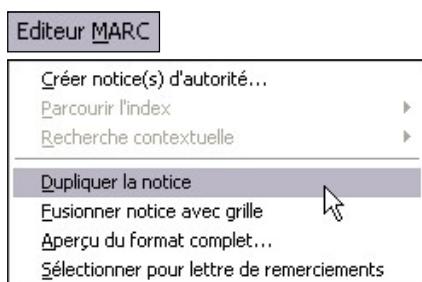 Editeur MARC
Créer notice(s) d'autorité...
Parcourir l'index
Recherche contextuelle
Dupliquer la notice
Fusionner notice avec grille
Aperçu du format complet...
Sélectionner pour lettre de remerciements